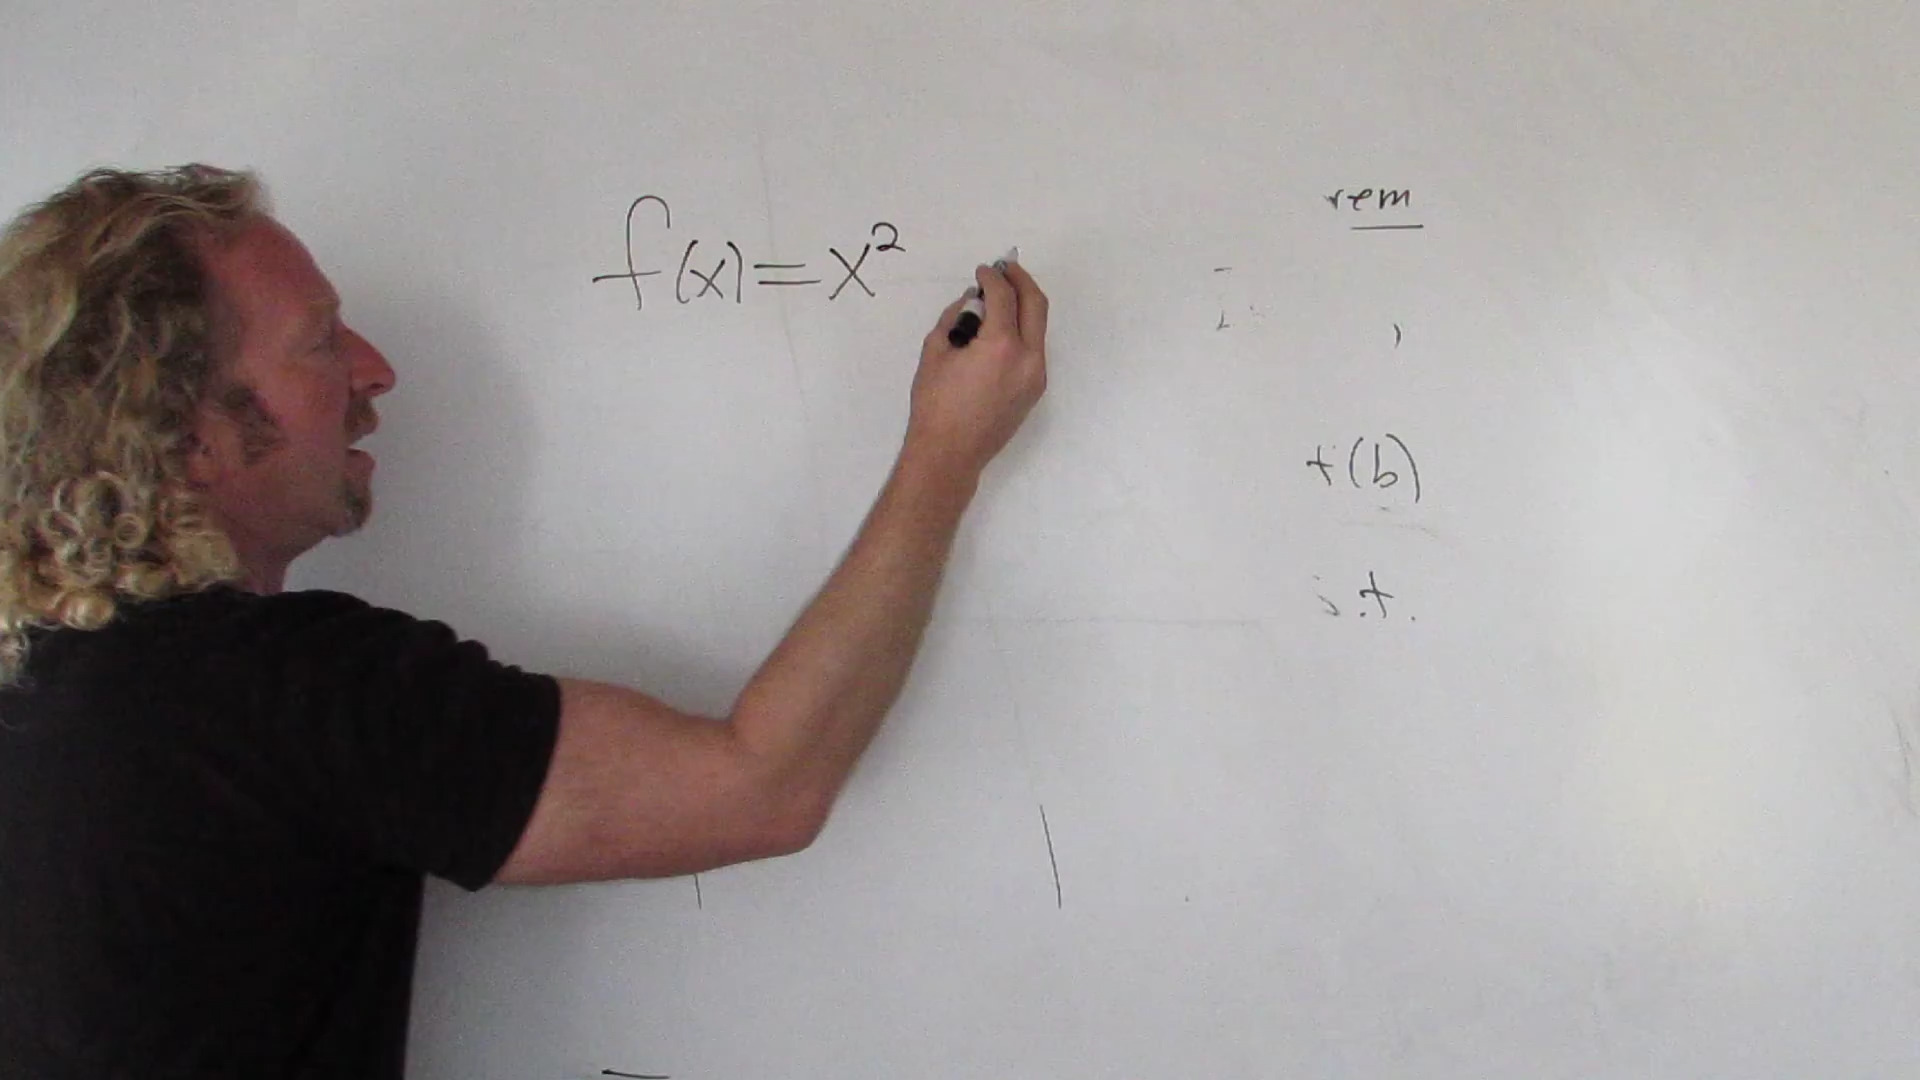 rem
f(x)=x²
f(b)
s.t.